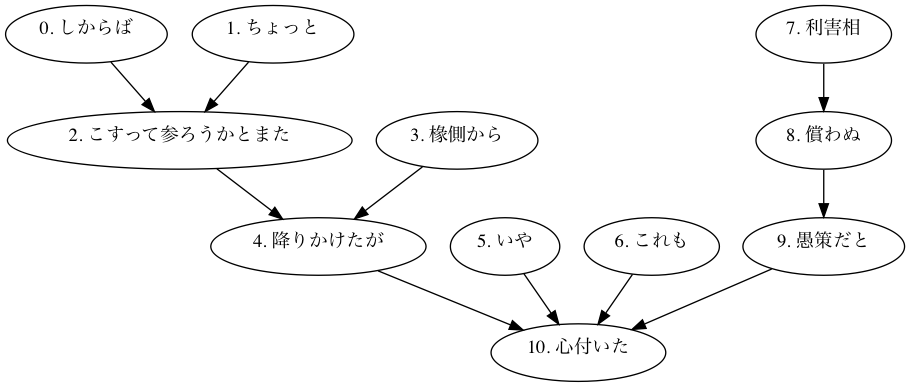 0. しからば
1. ちょっと
7. 利害相
2. こすって参ろうかとまた
3. 椽側から
8. 償わぬ
4. 降りかけたが
5. いや
6. これも
9. 愚策だと
10. 心付いた